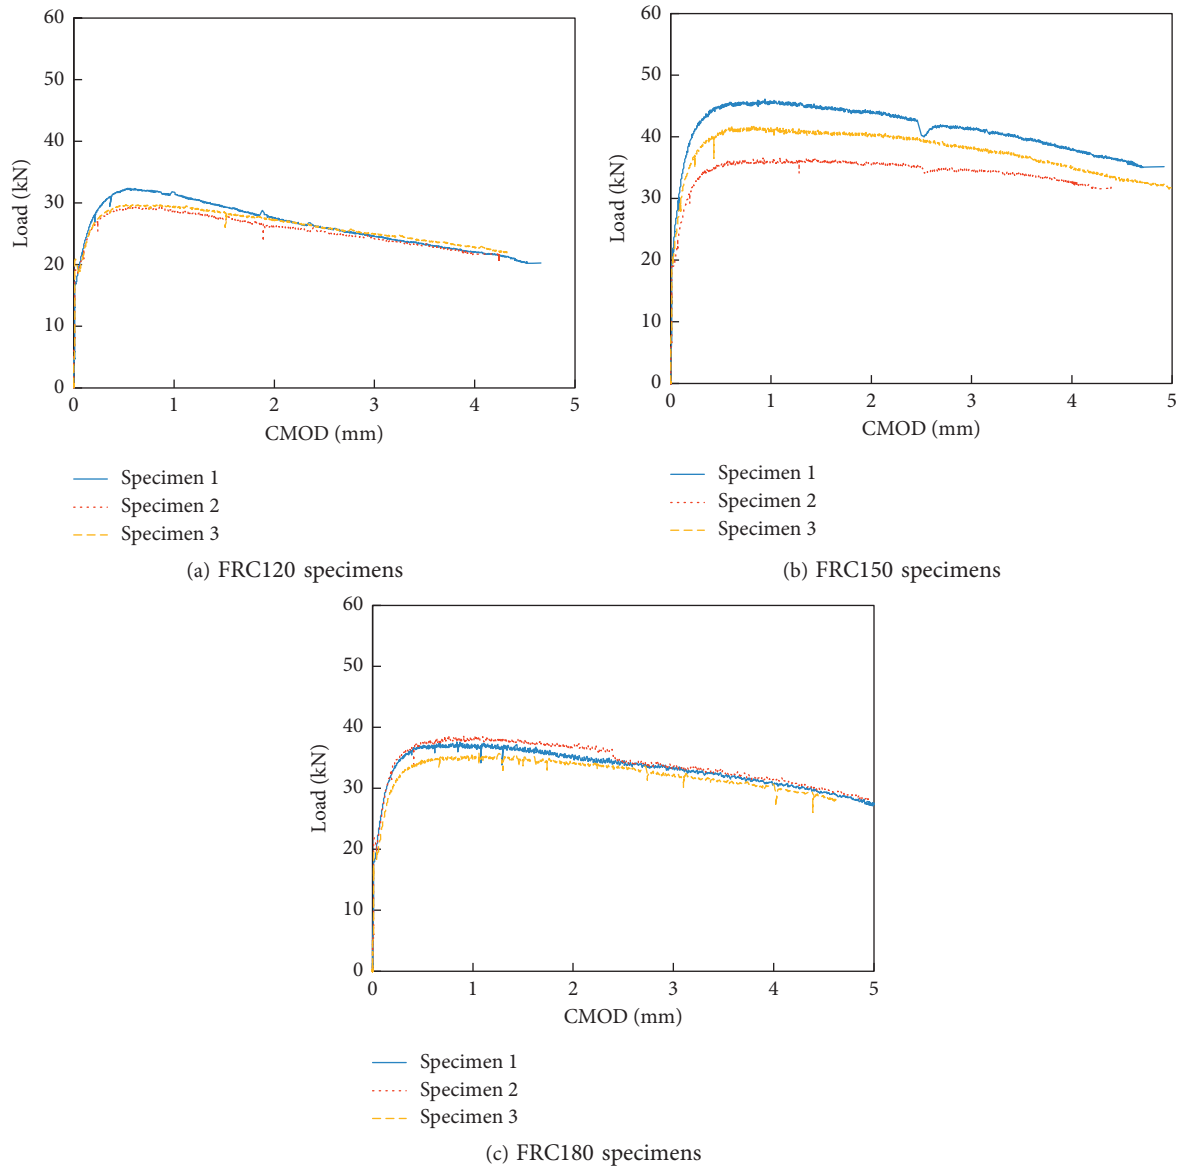 60
50
40
30
20
10
0
Load (kN)
0 1 2 3 4 5
CMOD (mm)
Specimen 1
Specimen 2
Specimen 3
(a) FRC120 specimens
60
50
40
30
20
10
0
Load (kN)
0 1 2 3 4 5
CMOD (mm)
Specimen 1
Specimen 2
Specimen 3
(b) FRC150 specimens
60
50
40
30
20
10
0
Load (kN)
0 1 2 3 4 5
CMOD (mm)
Specimen 1
Specimen 2
Specimen 3
(c) FRC180 specimens